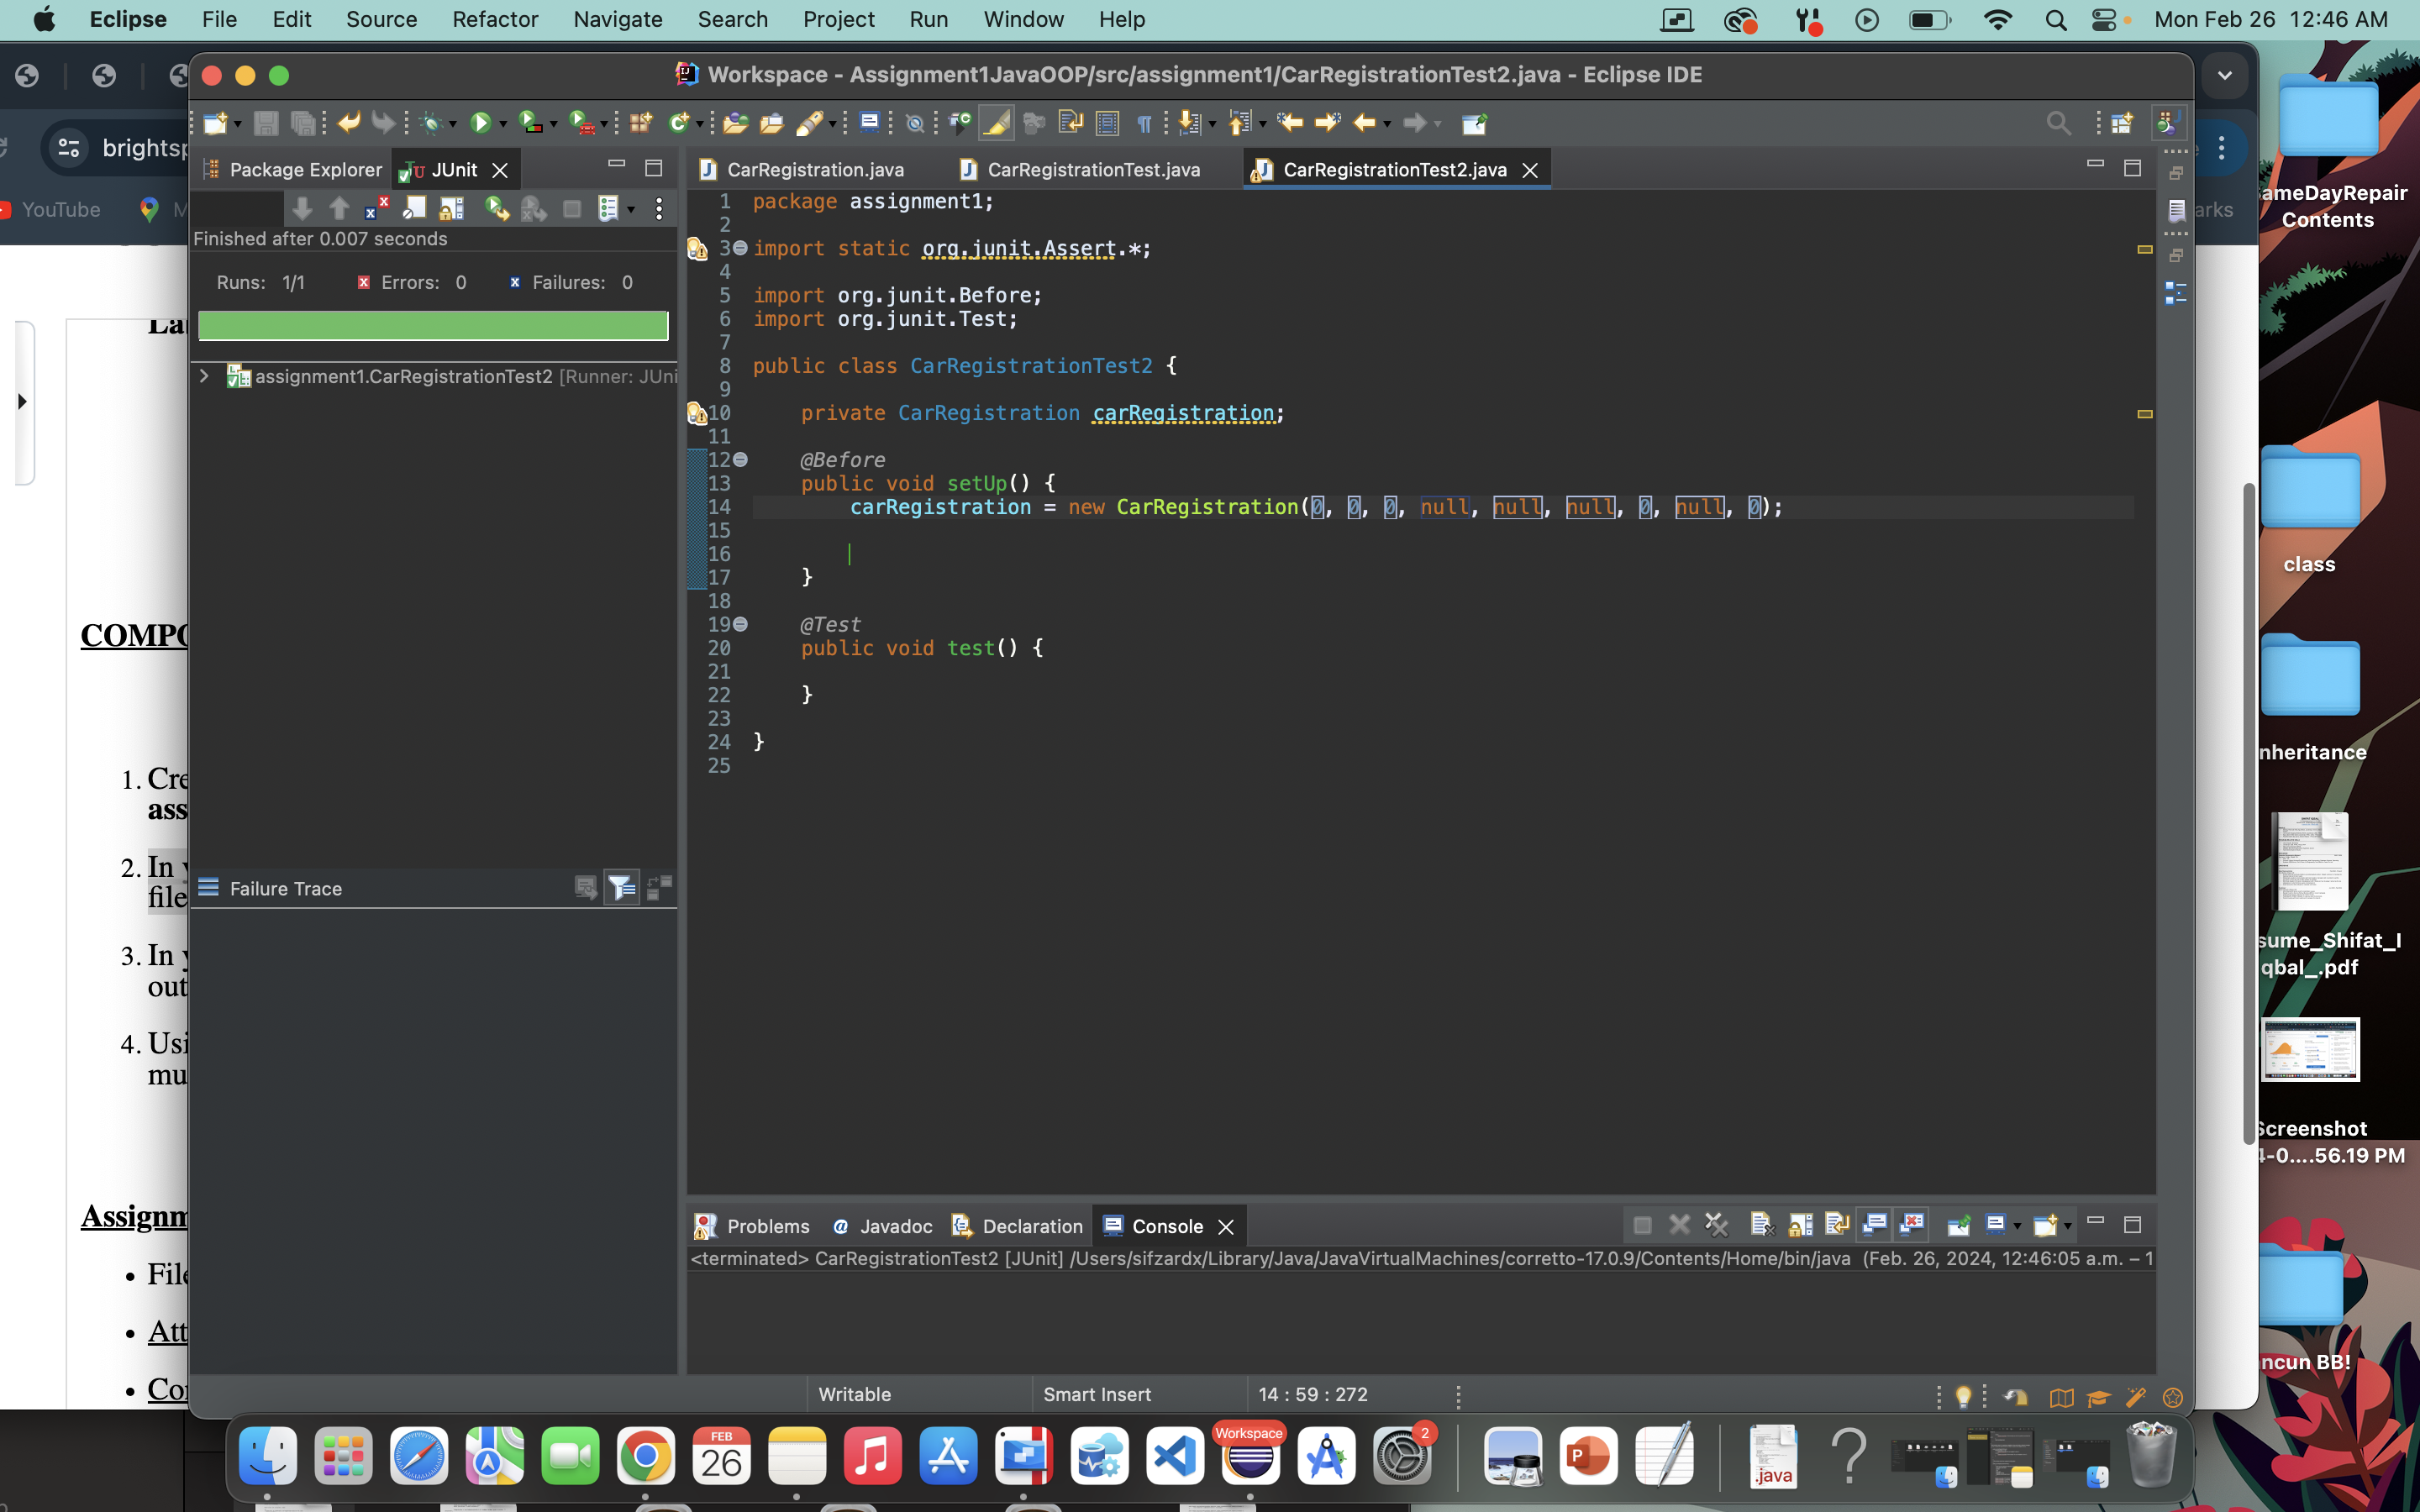 Eclipse File Edit Source Refactor Navigate Search Project Run Window Help Mon Feb 26 12:46 AM
Workspace - Assignment1JavaOOP/src/assignment1/CarRegistrationTest2.java - Eclipse IDE
brightsp
YouTube M
arks
Package Explorer JUnit
CarRegistration.java CarRegistrationTest.java CarRegistrationTest2.java
Finished after 0.007 seconds
Runs: 1/1 Errors: 0 Failures: 0
assignment1.CarRegistrationTest2 [Runner: JUni
Failure Trace
1 package assignment1;
2
3 import static org.junit.Assert.*;
4
5 import org.junit.Before;
6 import org.junit.Test;
7
8 public class CarRegistrationTest2 {
9
10 private CarRegistration carRegistration;
11
12 @Before
13 public void setUp() {
14 carRegistration = new CarRegistration(0, 0, 0, null, null, null, 0, null, 0);
15
16
17 }
18
19 @Test
20 public void test() {
21
22 }
23
24 }
25
Problems @ Javadoc Declaration Console
<terminated> CarRegistrationTest2 [JUnit] /Users/sifzardx/Library/Java/JavaVirtualMachines/corretto-17.0.9/Contents/Home/bin/java (Feb. 26, 2024, 12:46:05 a.m. – 1
Writable Smart Insert 14 : 59 : 272
La
COMPO
1. Cre
ass
2. In y
file
3. In y
out
4. Usi
mu
Assignm
• File
• Att
• Co
ameDayRepair
Contents
class
nheritance
sume_Shifat_I
qbal_.pdf
Screenshot
4-0....56.19 PM
ncun BB!
FEB
26
Workspace
2
P
.java
?